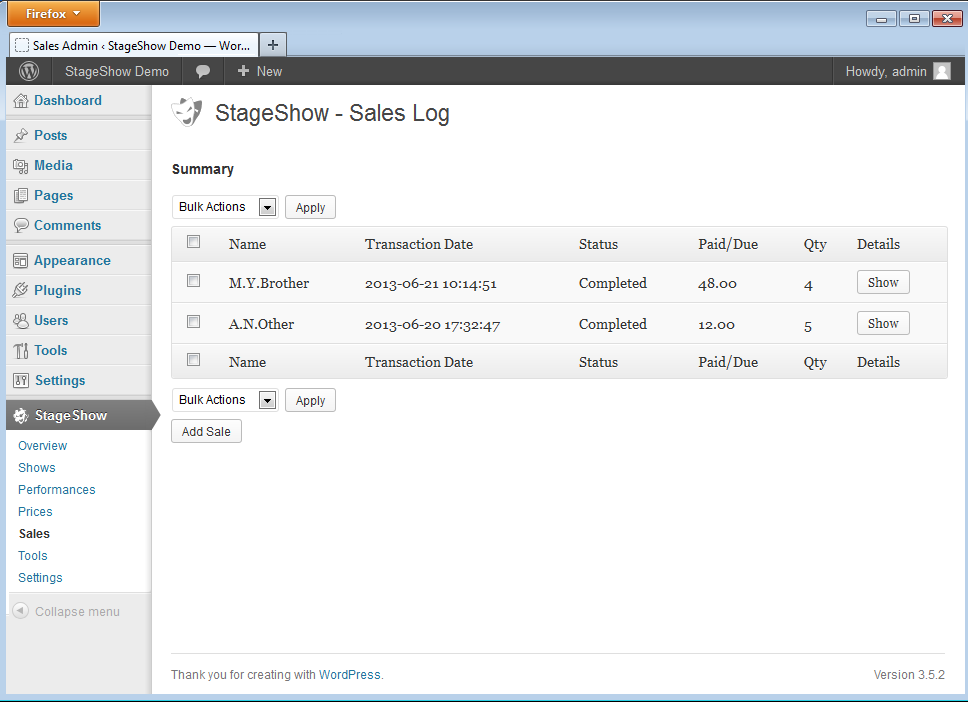 Firefox
Sales Admin ‹ StageShow Demo — Wor...
StageShow Demo
New
Howdy, admin
Dashboard
Posts
Media
Pages
Comments
Appearance
Plugins
Users
Tools
Settings
StageShow
Overview
Shows
Performances
Prices
Sales
Tools
Settings
Collapse menu
StageShow - Sales Log
Summary
Bulk Actions Apply
Name Transaction Date Status Paid/Due Qty Details
M.Y.Brother 2013-06-21 10:14:51 Completed 48.00 4 Show
A.N.Other 2013-06-20 17:32:47 Completed 12.00 5 Show
Name Transaction Date Status Paid/Due Qty Details
Bulk Actions Apply
Add Sale
Thank you for creating with WordPress. Version 3.5.2